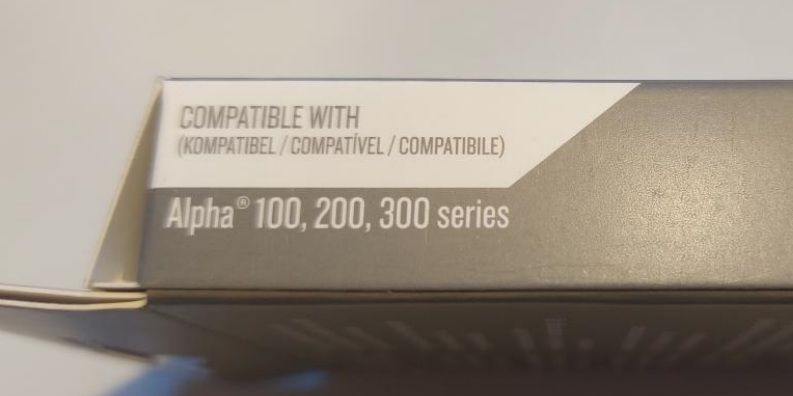 COMPATIBLE WITH
(KOMPATIBEL / COMPATÍVEL / COMPATIBILE)
Alpha® 100, 200, 300 series